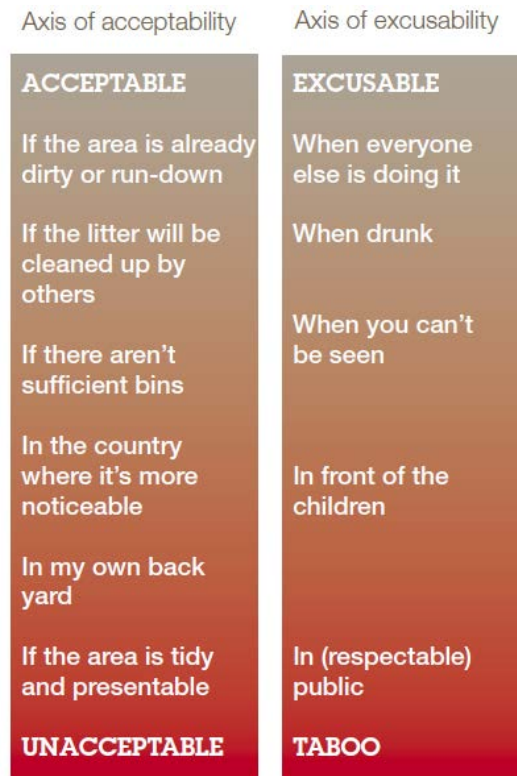 Axis of acceptability
ACCEPTABLE
If the area is already
dirty or run-down
If the litter will be
cleaned up by
others
If there aren't
sufficient bins
In the country
where it's more
noticeable
In my own back
yard
If the area is tidy
and presentable
UNACCEPTABLE
Axis of excusability
EXCUSABLE
When everyone
else is doing it
When drunk
When you can't
be seen
In front of the
children
In (respectable)
public
TABOO